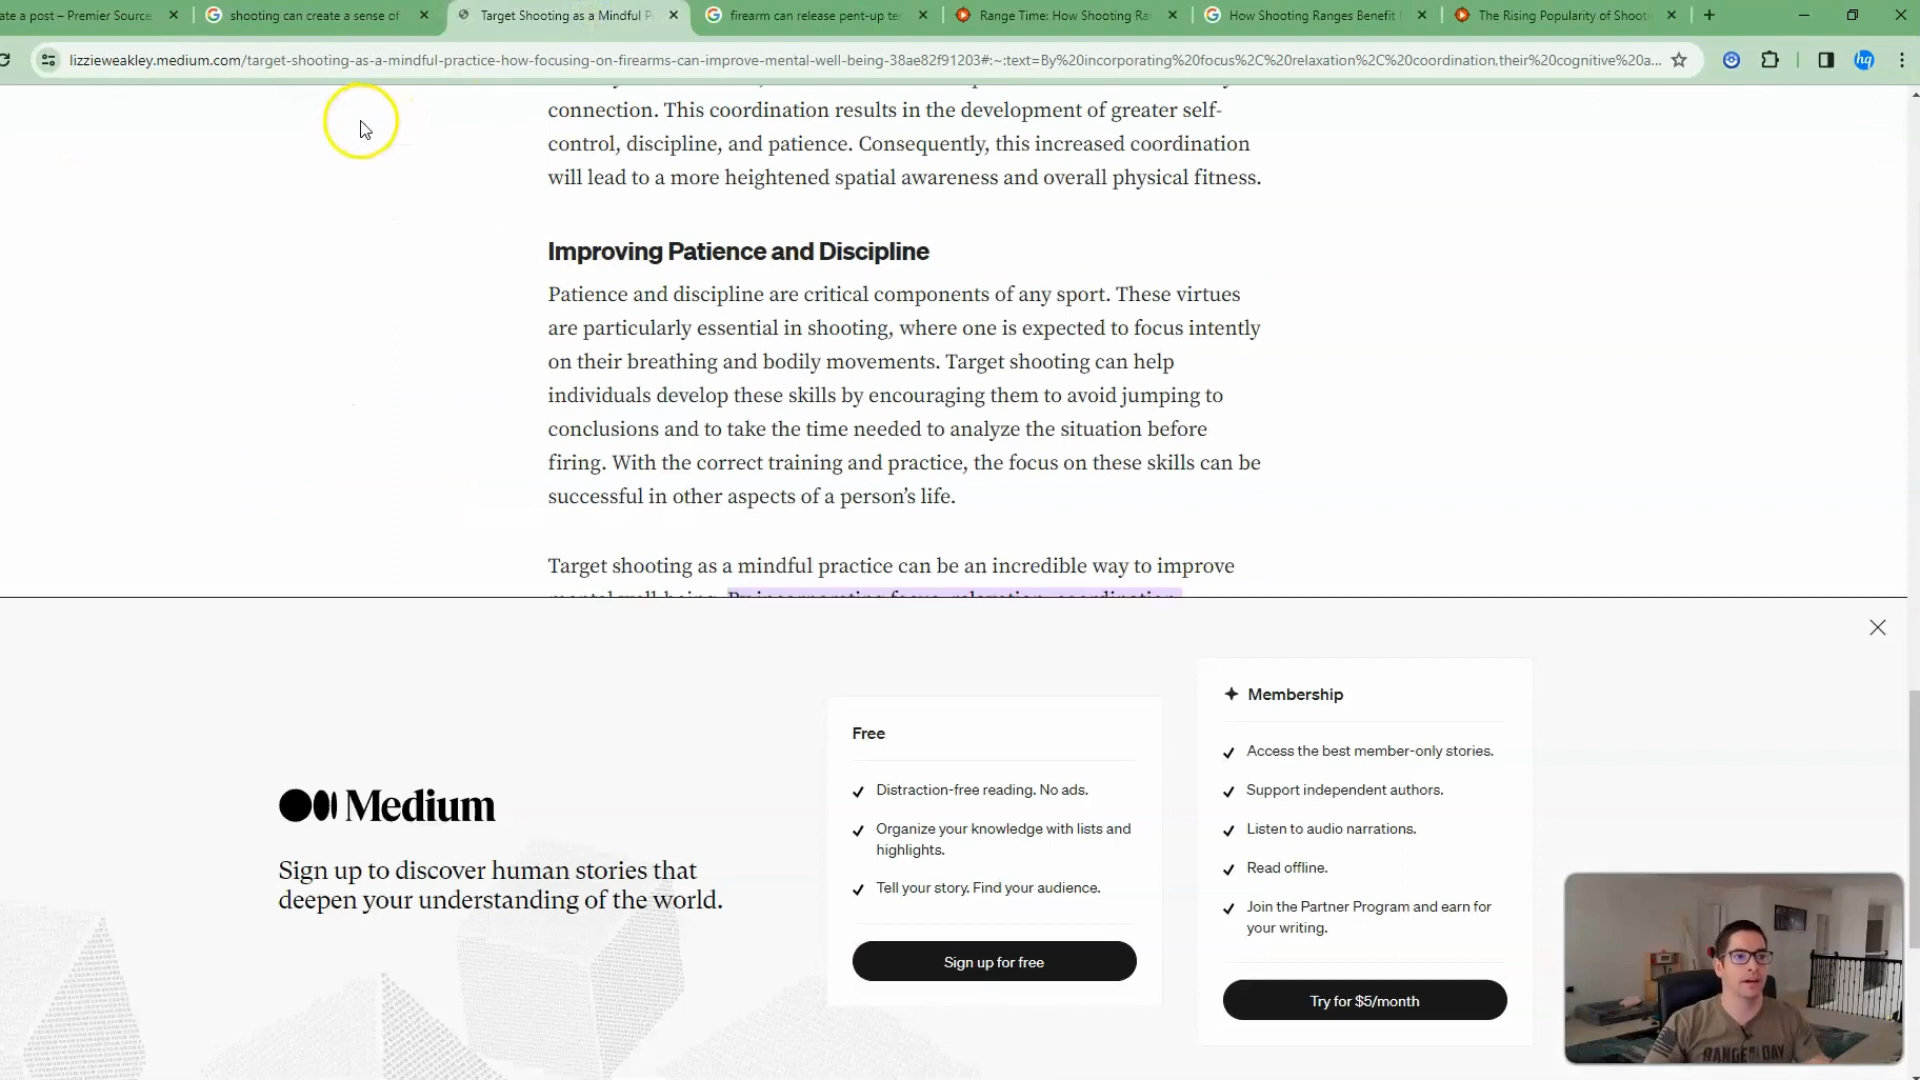 ate a post – Premier Source
shooting can create a sense of
Target Shooting as a Mindful P
firearm can release pent-up te
Range Time: How Shooting Ra
How Shooting Ranges Benefit
The Rising Popularity of Shoot
lizzieweakley.medium.com/target-shooting-as-a-mindful-practice-how-focusing-on-firearms-can-improve-mental-well-being-38ae82f91203#:~:text=By%20incorporating%20focus%2C%20relaxation%2C%20coordination,their%20cognitive%20a...
hq
connection. This coordination results in the development of greater self-
control, discipline, and patience. Consequently, this increased coordination
will lead to a more heightened spatial awareness and overall physical fitness.
Improving Patience and Discipline
Patience and discipline are critical components of any sport. These virtues
are particularly essential in shooting, where one is expected to focus intently
on their breathing and bodily movements. Target shooting can help
individuals develop these skills by encouraging them to avoid jumping to
conclusions and to take the time needed to analyze the situation before
firing. With the correct training and practice, the focus on these skills can be
successful in other aspects of a person’s life.
Target shooting as a mindful practice can be an incredible way to improve
mental well-being. By incorporating focus, relaxation, coordination,
Medium
Sign up to discover human stories that
deepen your understanding of the world.
Free
Distraction-free reading. No ads.
Organize your knowledge with lists and
highlights.
Tell your story. Find your audience.
Sign up for free
Membership
Access the best member-only stories.
Support independent authors.
Listen to audio narrations.
Read offline.
Join the Partner Program and earn for
your writing.
Try for $5/month